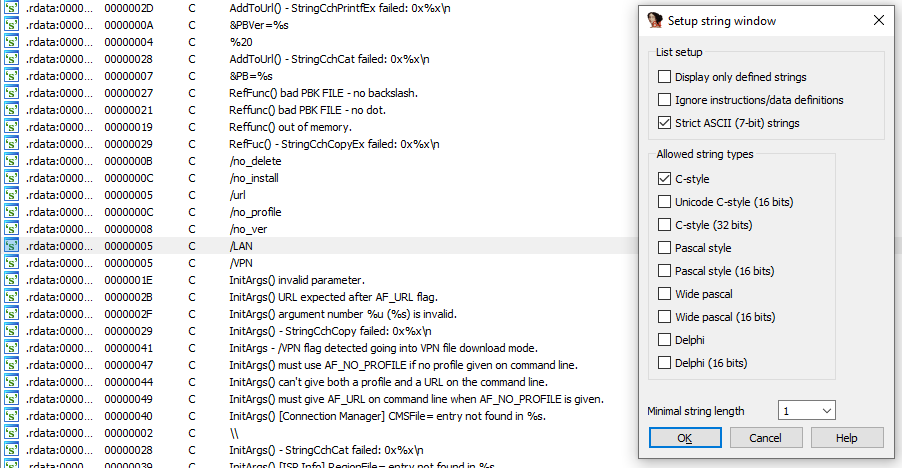 .rdata:0000... 0000002D C AddToUrl() - StringCchPrintfEx failed: 0x%x\n
.rdata:0000... 0000000A C &PBVer=%s
.rdata:0000... 00000004 C %20
.rdata:0000... 00000028 C AddToUrl() - StringCchCat failed: 0x%x\n
.rdata:0000... 00000007 C &PB=%s
.rdata:0000... 00000027 C RefFunc() bad PBK FILE - no backslash.
.rdata:0000... 00000021 C Reffunc() bad PBK FILE - no dot.
.rdata:0000... 00000019 C Reffunc() out of memory.
.rdata:0000... 00000029 C RefFuc() - StringCchCopyEx failed: 0x%x\n
.rdata:0000... 0000000B C /no_delete
.rdata:0000... 0000000C C /no_install
.rdata:0000... 00000005 C /url
.rdata:0000... 0000000C C /no_profile
.rdata:0000... 00000008 C /no_ver
.rdata:0000... 00000005 C /LAN
.rdata:0000... 00000005 C /VPN
.rdata:0000... 0000001E C InitArgs() invalid parameter.
.rdata:0000... 0000002B C InitArgs() URL expected after AF_URL flag.
.rdata:0000... 0000002F C InitArgs() argument number %u (%s) is invalid.
.rdata:0000... 00000029 C InitArgs() - StringCchCopy failed: 0x%x\n
.rdata:0000... 00000041 C InitArgs - /VPN flag detected going into VPN file download mode.
.rdata:0000... 00000047 C InitArgs() must use AF_NO_PROFILE if no profile given on command line.
.rdata:0000... 00000044 C InitArgs() can't give both a profile and a URL on the command line.
.rdata:0000... 00000049 C InitArgs() must give AF_URL on command line when AF_NO_PROFILE is given.
.rdata:0000... 00000040 C InitArgs() [Connection Manager] CMSFile= entry not found in %s.
.rdata:0000... 00000002 C \\
.rdata:0000... 00000028 C InitArgs() - StringCchCat failed: 0x%x\n
.rdata:0000... 00000039 C InitArgs() [ISP Info] RegionFile= entry not found in %s.
Setup string window
List setup
Display only defined strings
Ignore instructions/data definitions
Strict ASCII (7-bit) strings
Allowed string types
C-style
Unicode C-style (16 bits)
C-style (32 bits)
Pascal style
Pascal style (16 bits)
Wide pascal
Wide pascal (16 bits)
Delphi
Delphi (16 bits)
Minimal string length 1
OK Cancel Help